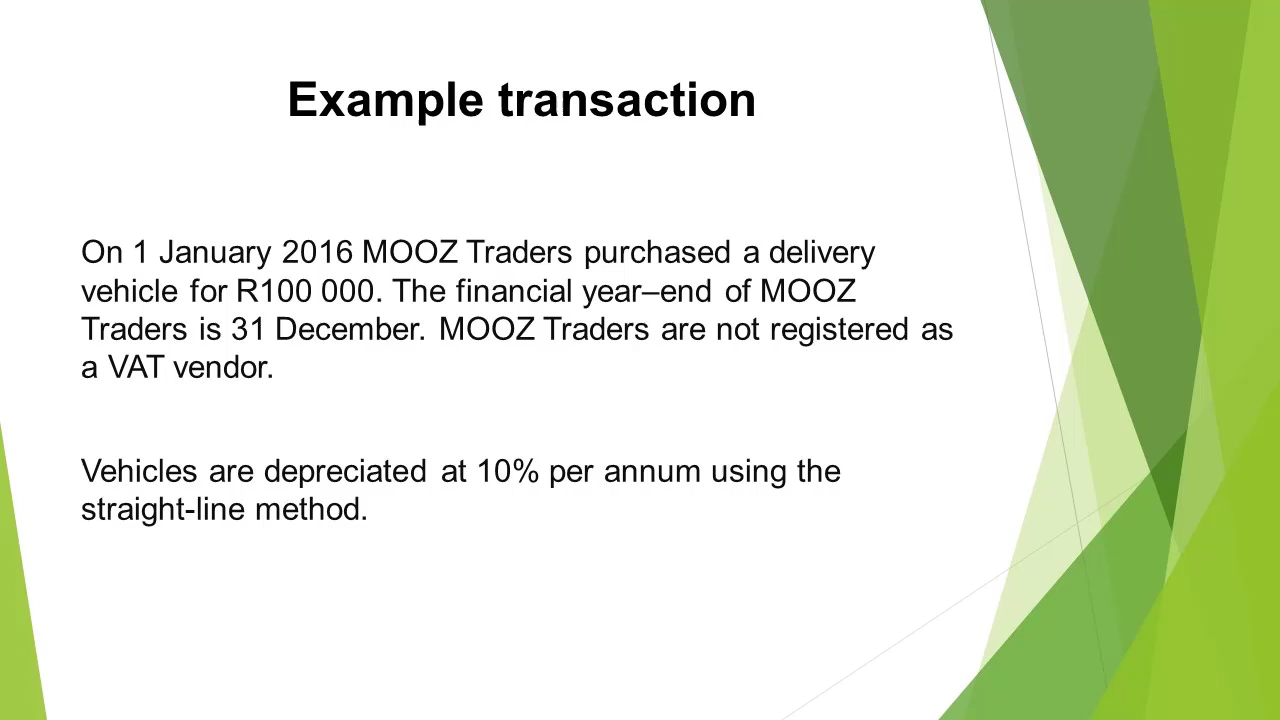 Example transaction
On 1 January 2016 MOOZ Traders purchased a delivery
vehicle for R100 000. The financial year–end of MOOZ
Traders is 31 December. MOOZ Traders are not registered as
a VAT vendor.
Vehicles are depreciated at 10% per annum using the
straight-line method.